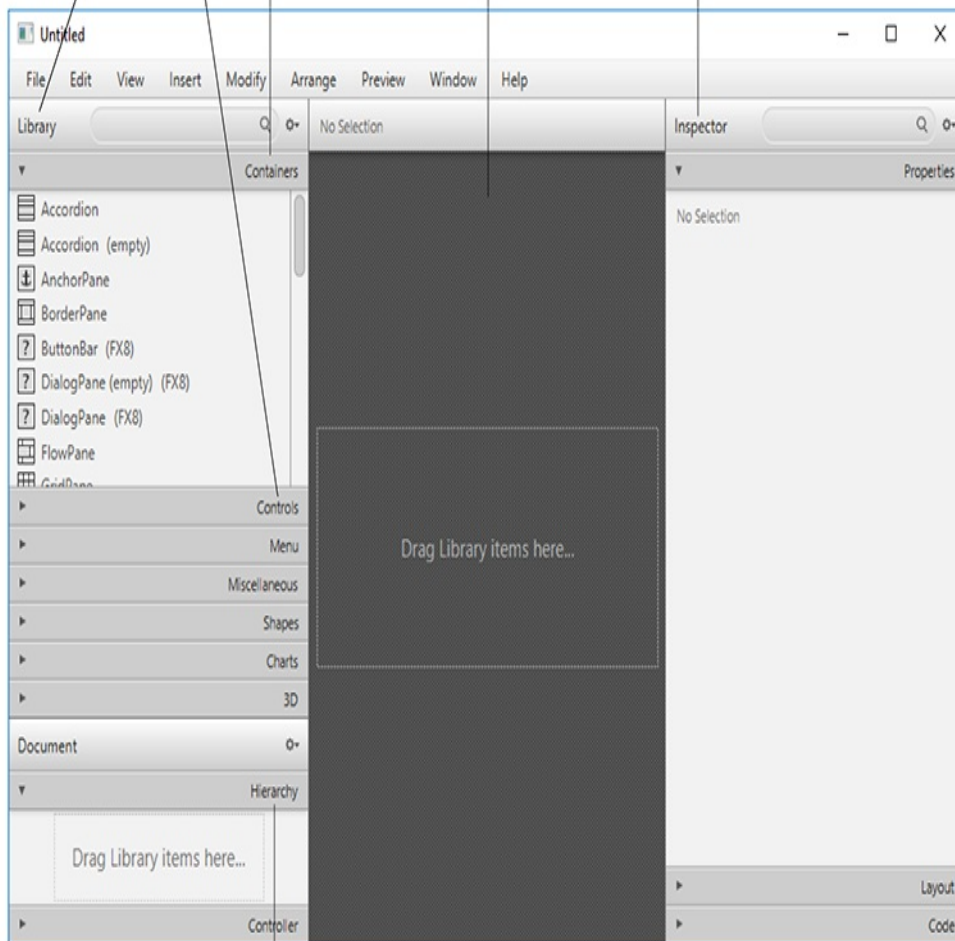 Untitled
File Edit View Insert Modify Arrange Preview Window Help
Library
Containers
Accordion
Accordion (empty)
AnchorPane
BorderPane
ButtonBar (FX8)
DialogPane (empty) (FX8)
DialogPane (FX8)
FlowPane
GridPane
Controls
Menu
Miscellaneous
Shapes
Charts
3D
Document
Hierarchy
Drag Library items here...
Controller
No Selection
Drag Library items here...
Inspector
Properties
No Selection
Layout
Code